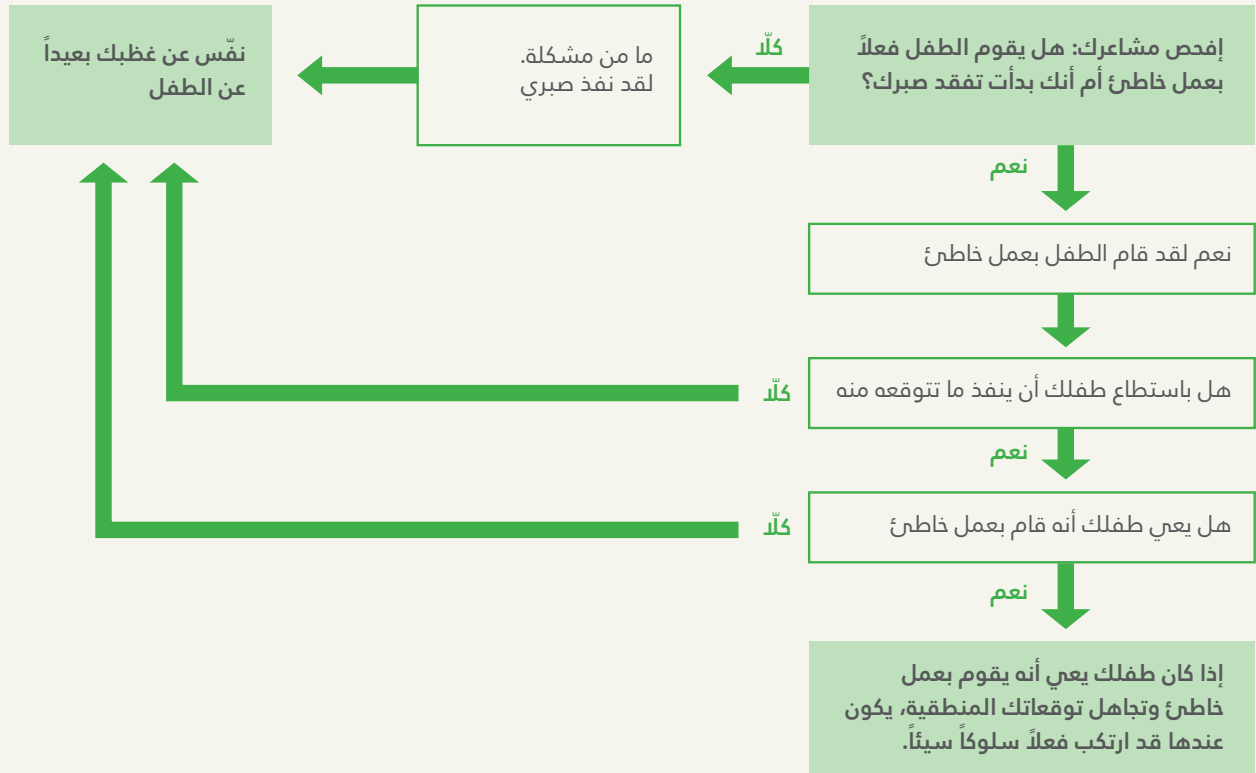 إفحص مشاعرك: هل يقوم الطفل فعلاً
بعمل خاطئ أم أنك بدأت تفقد صبرك؟
كلّا
ما من مشكلة.
لقد نفذ صبري
نفّس عن غظبك بعيداً
عن الطفل
نعم
نعم لقد قام الطفل بعمل خاطئ
هل باستطاع طفلك أن ينفذ ما تتوقعه منه
كلّا
نعم
هل يعي طفلك أنه قام بعمل خاطئ
كلّا
نعم
إذا كان طفلك يعي أنه يقوم بعمل
خاطئ وتجاهل توقعاتك المنطقية، يكون
عندها قد ارتكب فعلاً سلوكاً سيئاً.